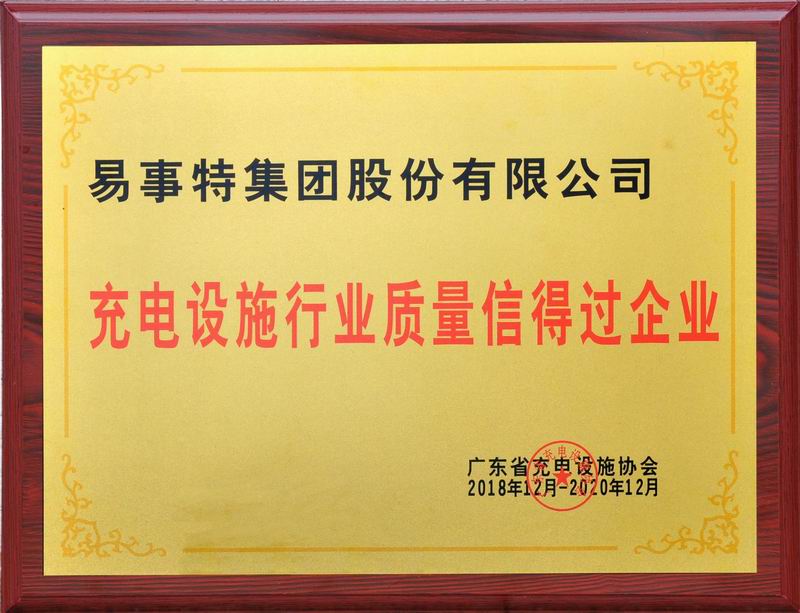 易事特集团股份有限公司
充电设施行业质量信得过企业
广东省充电设施协会
2018年12月-2020年12月